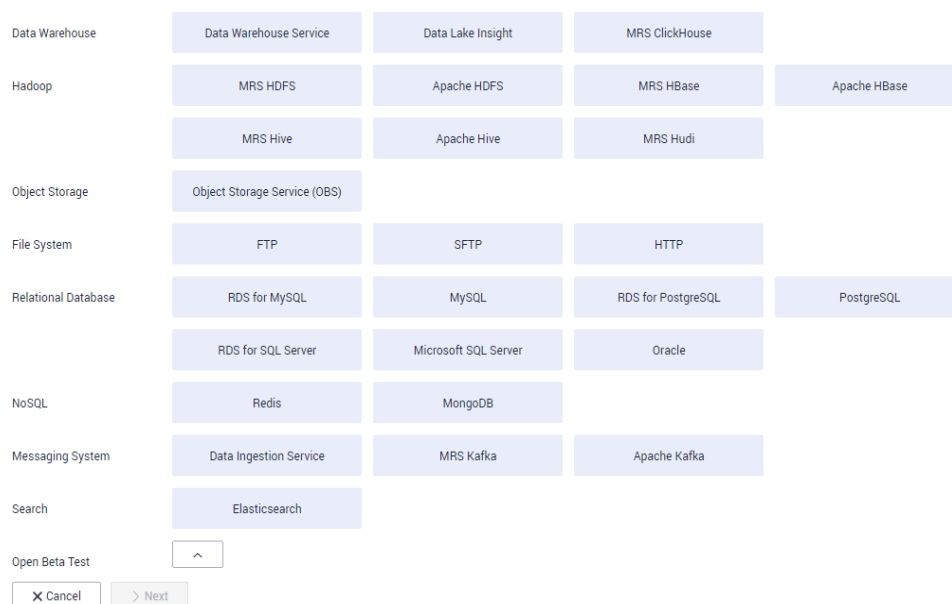 Data Warehouse Data Warehouse Service Data Lake Insight MRS ClickHouse
Hadoop MRS HDFS Apache HDFS MRS HBase Apache HBase
MRS Hive Apache Hive MRS Hudi
Object Storage Object Storage Service (OBS)
File System FTP SFTP HTTP
Relational Database RDS for MySQL MySQL RDS for PostgreSQL PostgreSQL
RDS for SQL Server Microsoft SQL Server Oracle
NoSQL Redis MongoDB
Messaging System Data Ingestion Service MRS Kafka Apache Kafka
Search Elasticsearch
Open Beta Test
Cancel Next